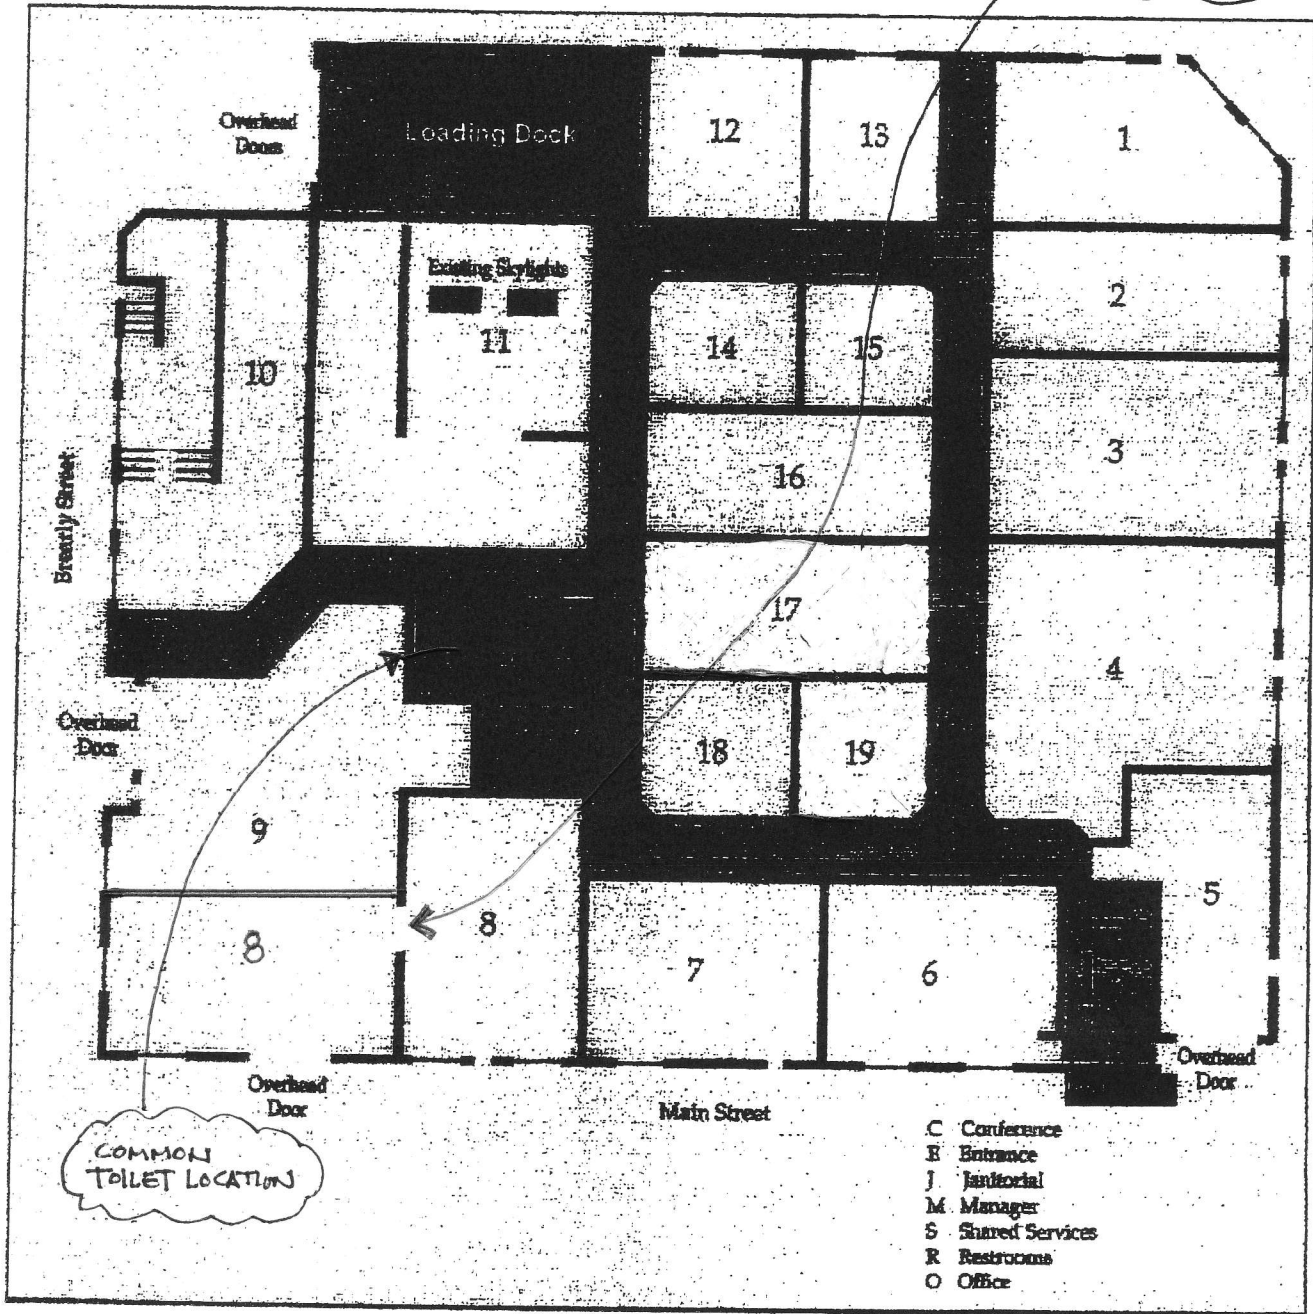 Overhead
Doors
Loading Dock
12
13
1
Existing Skylights
2
11
14
15
10
3
16
Brearly Street
17
4
Overhead
Door
18
19
9
5
8
8
7
6
Overhead
Door
Overhead
Door
Main Street
COMMON
TOILET LOCATION
C Conference
E Entrance
J Janitorial
M Manager
S Shared Services
R Restrooms
O Office